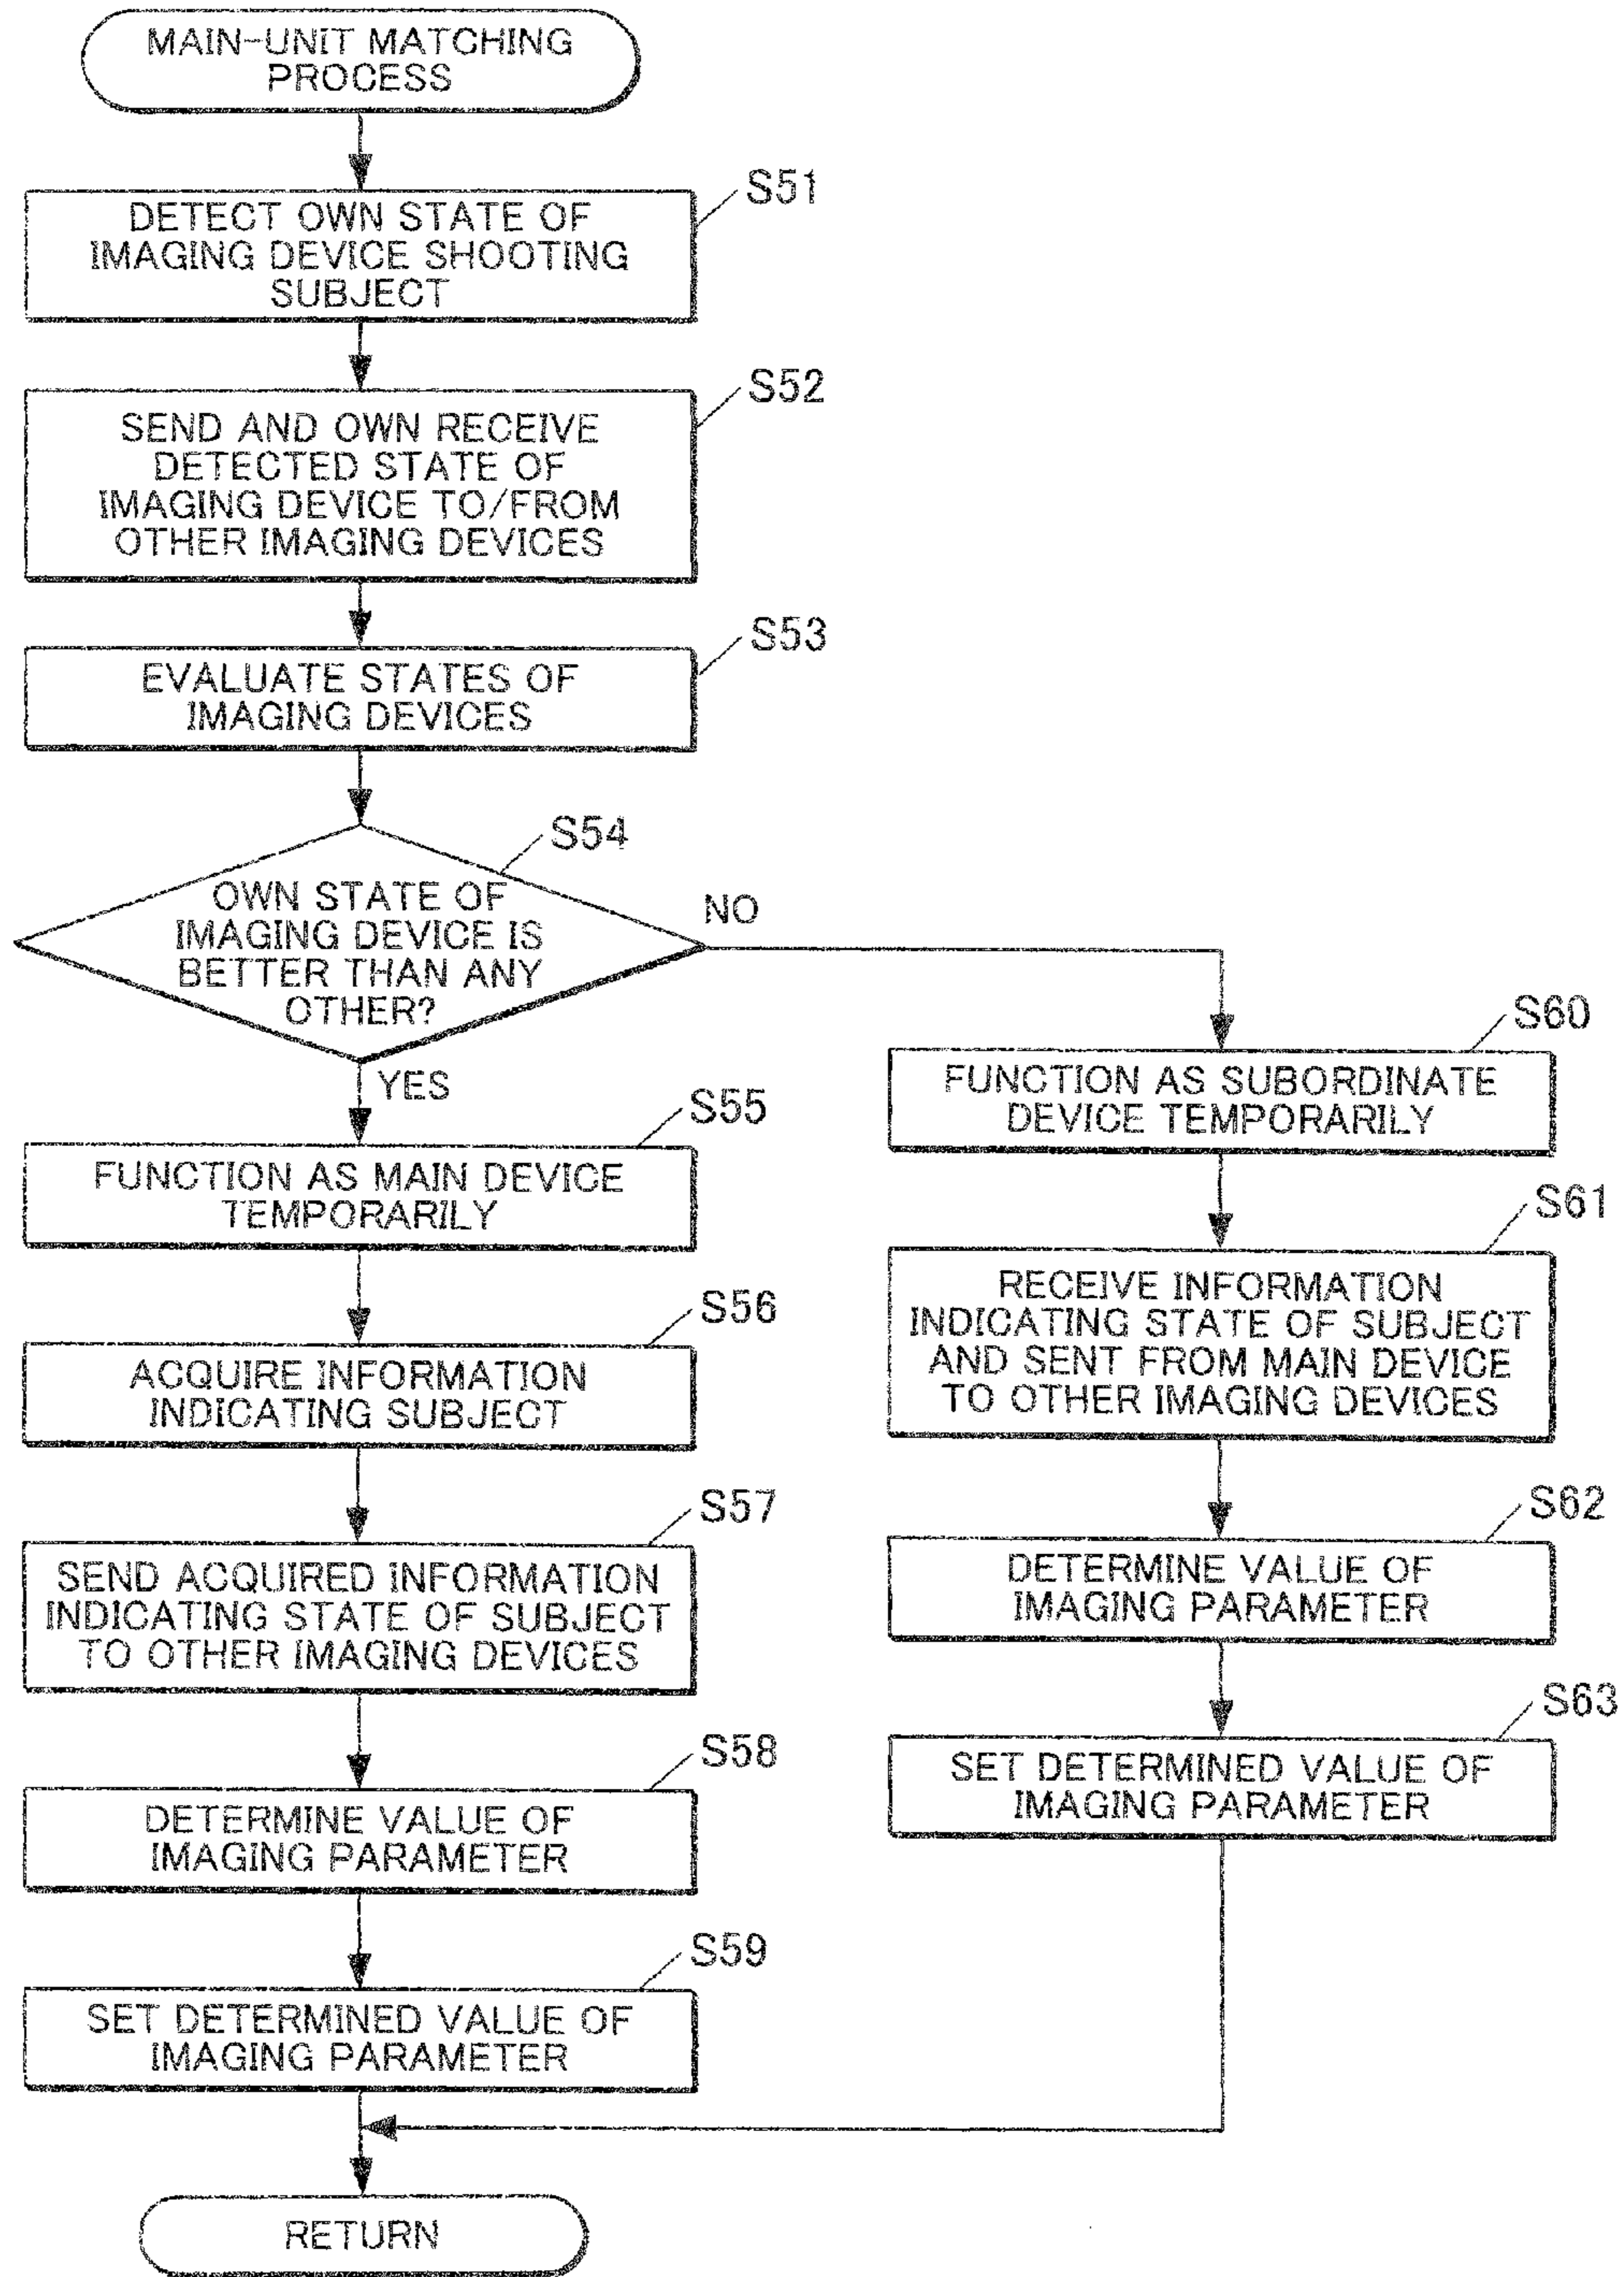 MAIN-UNIT MATCHING
PROCESS
S51
DETECT OWN STATE OF
IMAGING DEVICE SHOOTING
SUBJECT
S52
SEND AND OWN RECEIVE
DETECTED STATE OF
IMAGING DEVICE TO/FROM
OTHER IMAGING DEVICES
S53
EVALUATE STATES OF
IMAGING DEVICES
S54
OWN STATE OF
IMAGING DEVICE IS
BETTER THAN ANY
OTHER?
NO
YES
S55
FUNCTION AS MAIN DEVICE
TEMPORARILY
S56
ACQUIRE INFORMATION
INDICATING SUBJECT
S57
SEND ACQUIRED INFORMATION
INDICATING STATE OF SUBJECT
TO OTHER IMAGING DEVICES
S58
DETERMINE VALUE OF
IMAGING PARAMETER
S59
SET DETERMINED VALUE OF
IMAGING PARAMETER
S60
FUNCTION AS SUBORDINATE
DEVICE TEMPORARILY
S61
RECEIVE INFORMATION
INDICATING STATE OF SUBJECT
AND SENT FROM MAIN DEVICE
TO OTHER IMAGING DEVICES
S62
DETERMINE VALUE OF
IMAGING PARAMETER
S63
SET DETERMINED VALUE OF
IMAGING PARAMETER
RETURN